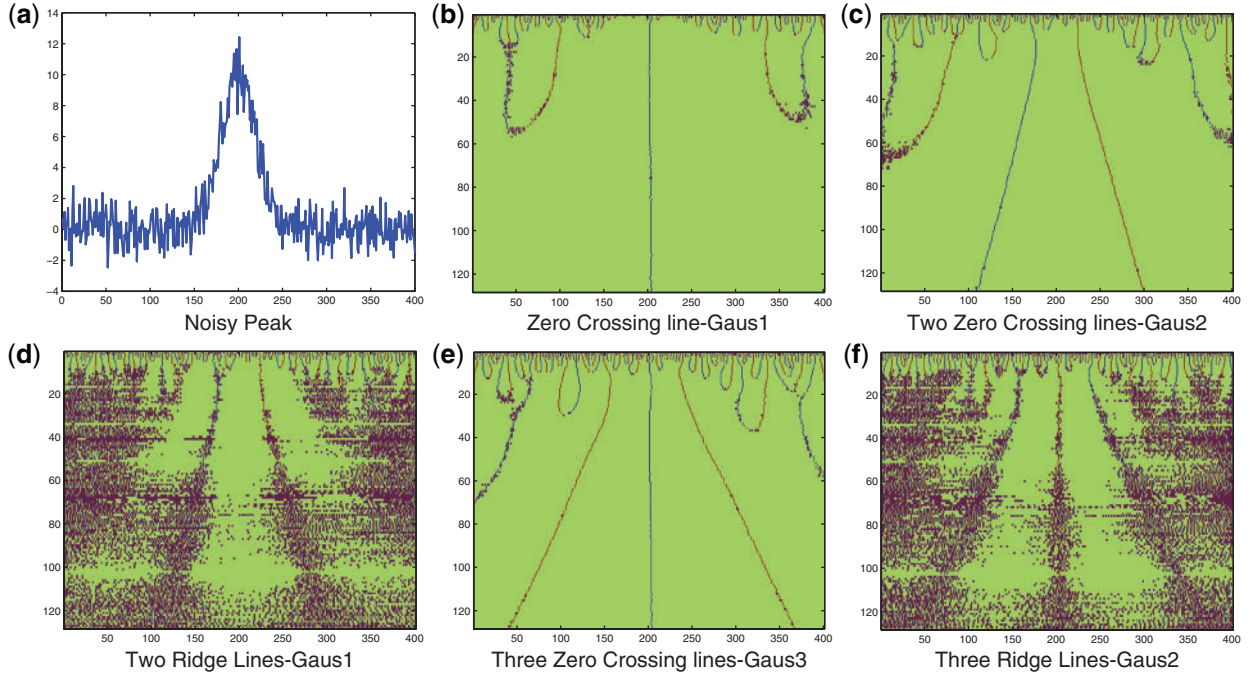 (a)
14
12
10
8
6
4
2
0
−2
−4
0 50 100 150 200 250 300 350 400
Noisy Peak
(b)
20
40
60
80
100
120
50 100 150 200 250 300 350 400
Zero Crossing line-Gaus1
(c)
20
40
60
80
100
120
50 100 150 200 250 300 350 400
Two Zero Crossing lines-Gaus2
(d)
20
40
60
80
100
120
50 100 150 200 250 300 350 400
Two Ridge Lines-Gaus1
(e)
20
40
60
80
100
120
50 100 150 200 250 300 350 400
Three Zero Crossing lines-Gaus3
(f)
20
40
60
80
100
120
50 100 150 200 250 300 350 400
Three Ridge Lines-Gaus2